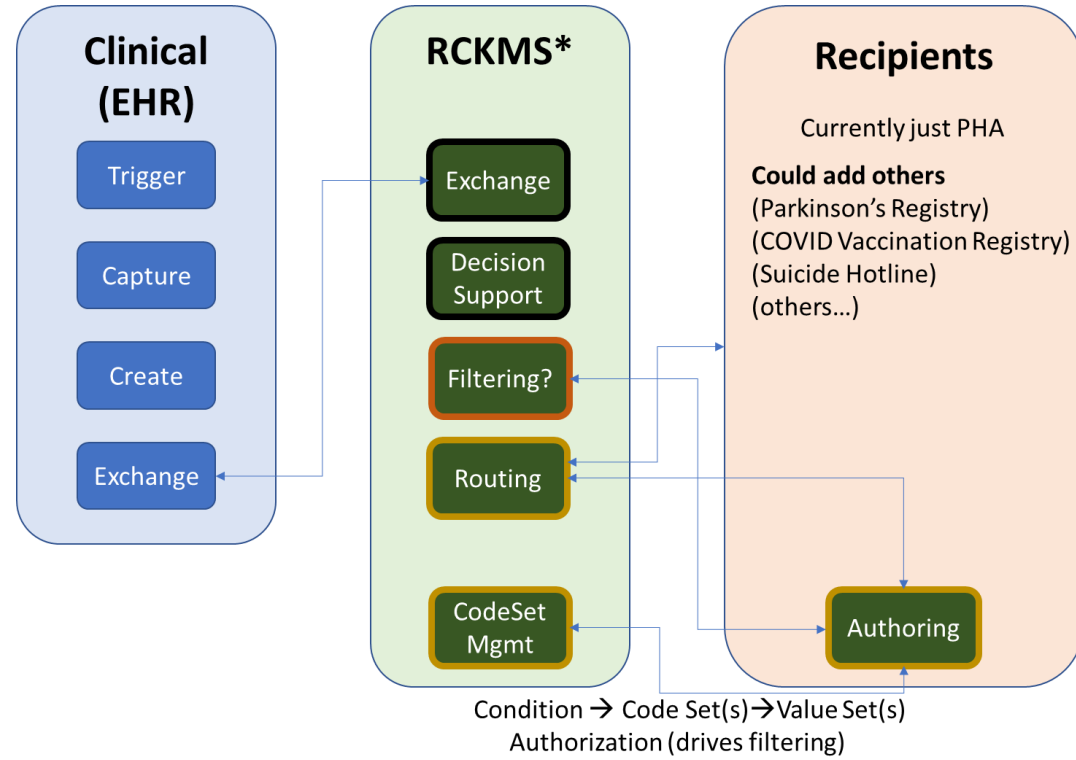 Clinical
(EHR)
Trigger
Capture
Create
Exchange
RCKMS*
Exchange
Decision
Support
Filtering?
Routing
CodeSet
Mgmt
Recipients
Currently just PHA
Could add others
(Parkinson's Registry)
(COVID Vaccination Registry)
(Suicide Hotline)
(others...)
Authoring
Condition → Code Set(s)→Value Set(s)
Authorization (drives filtering)